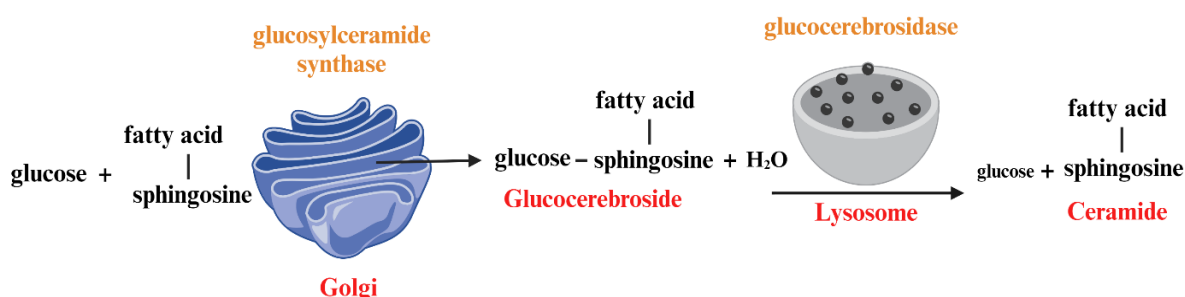 glucosylceramide
synthase
glucocerebrosidase
fatty acid
glucose +
sphingosine
Golgi
fatty acid
glucose – sphingosine + H₂O
Glucocerebroside
Lysosome
fatty acid
glucose + sphingosine
Ceramide